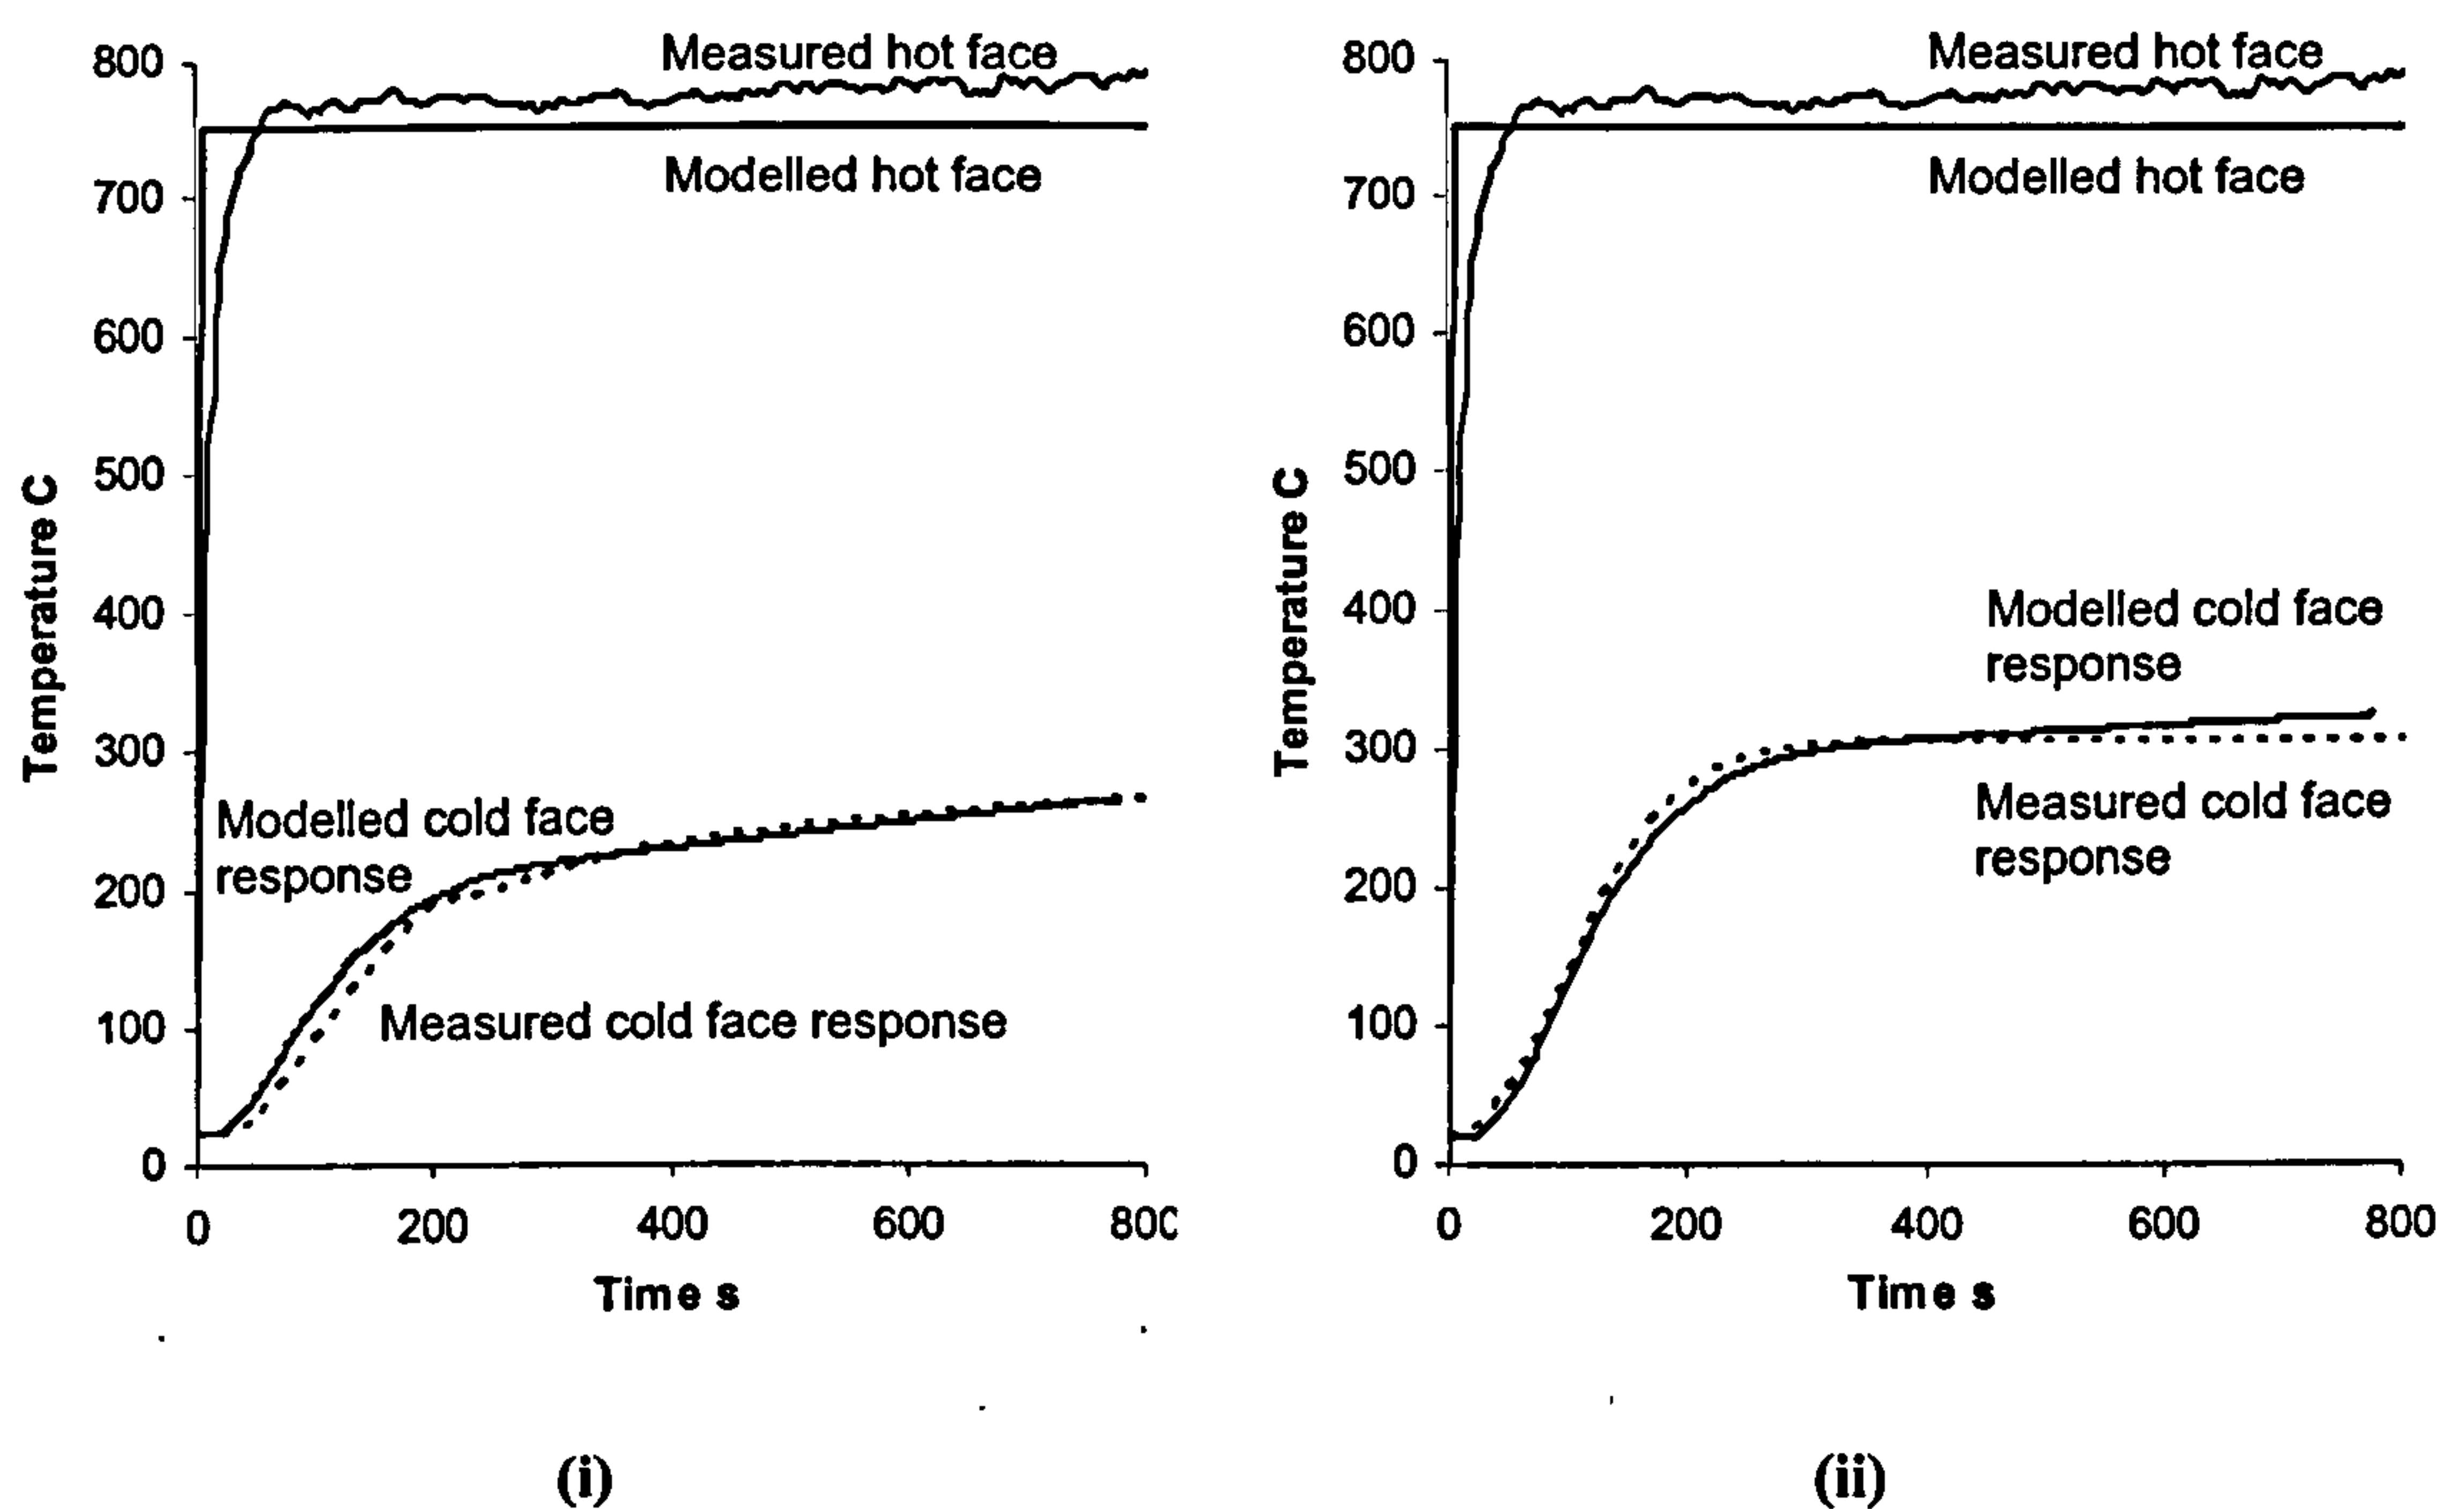 Measured hot face
Modelled hot face
800
700
600
500
400
300
200
100
0
Temperature C
Modelled cold face
response
Measured cold face response
0
200
400
600
800
Time s
(i)
Measured hot face
Modelled hot face
800
700
600
500
400
300
200
100
0
Temperature C
Modelled cold face
response
Measured cold face
response
0
200
400
600
800
Time s
(ii)